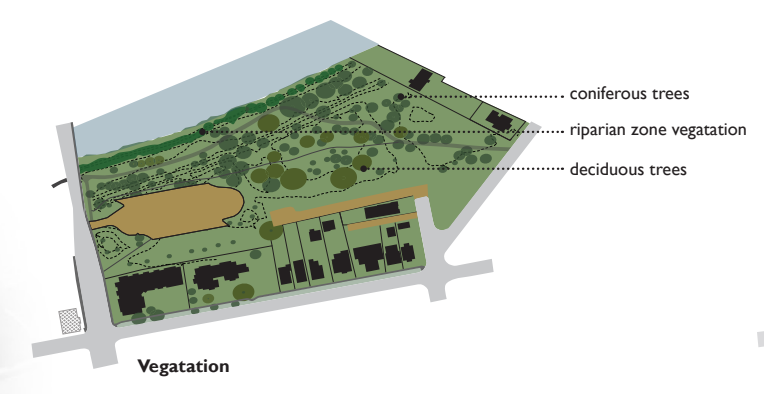 coniferous trees
riparian zone vegatation
deciduous trees
Vegatation